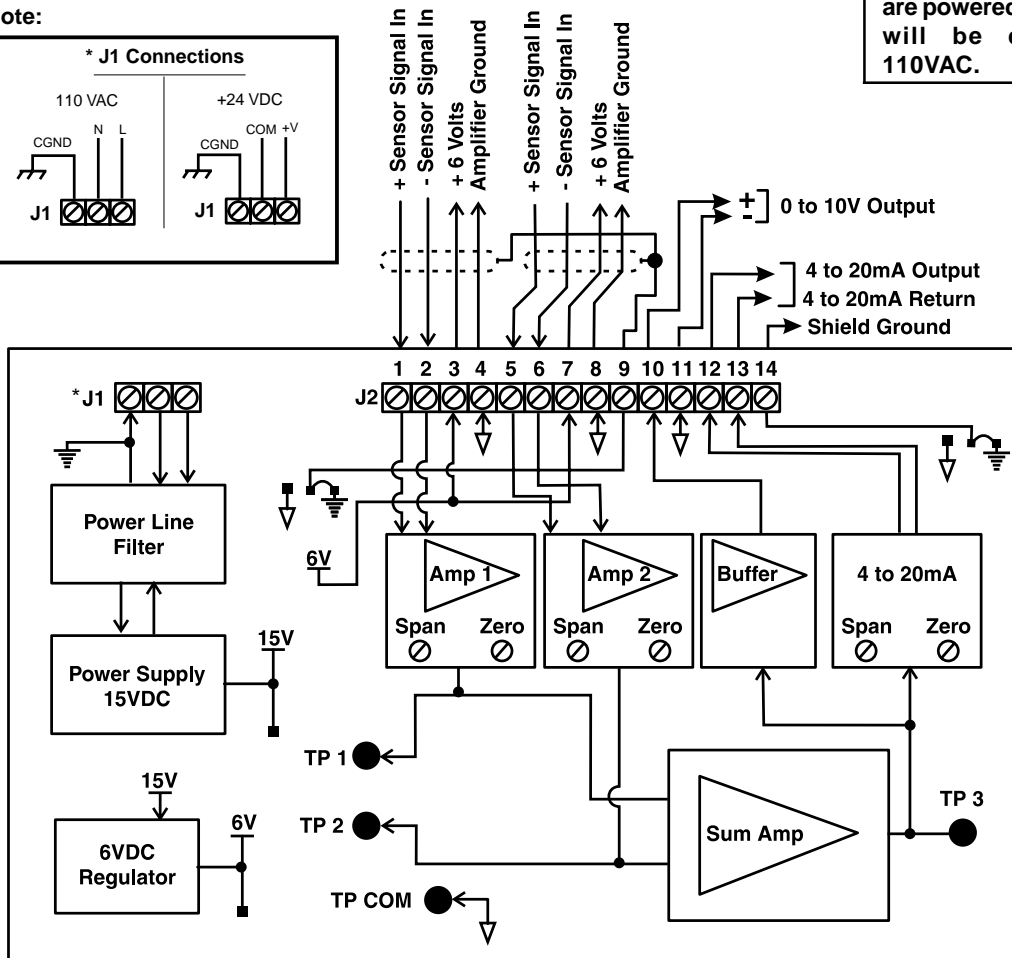 ote:
* J1 Connections
110 VAC
+24 VDC
CGND
N
L
CGND
COM
+V
J1
J1
are powered
will be
110VAC.
+ Sensor Signal In
- Sensor Signal In
+ 6 Volts
Amplifier Ground
+ Sensor Signal In
- Sensor Signal In
+ 6 Volts
Amplifier Ground
+
-
0 to 10V Output
4 to 20mA Output
4 to 20mA Return
Shield Ground
1 2 3 4 5 6 7 8 9 10 11 12 13 14
*J1
J2
Power Line
Filter
6V
Amp 1
Span Zero
Amp 2
Span Zero
Buffer
4 to 20mA
Span Zero
Power Supply
15VDC
15V
TP 1
TP 2
TP COM
Sum Amp
TP 3
15V
6VDC
Regulator
6V